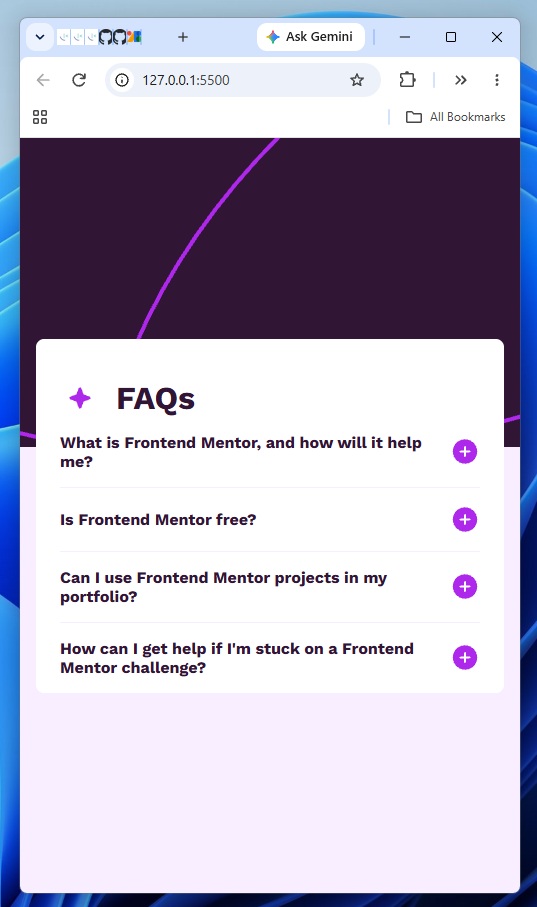 Ask Gemini
127.0.0.1:5500
All Bookmarks
FAQs
What is Frontend Mentor, and how will it help
me?
Is Frontend Mentor free?
Can I use Frontend Mentor projects in my
portfolio?
How can I get help if I'm stuck on a Frontend
Mentor challenge?